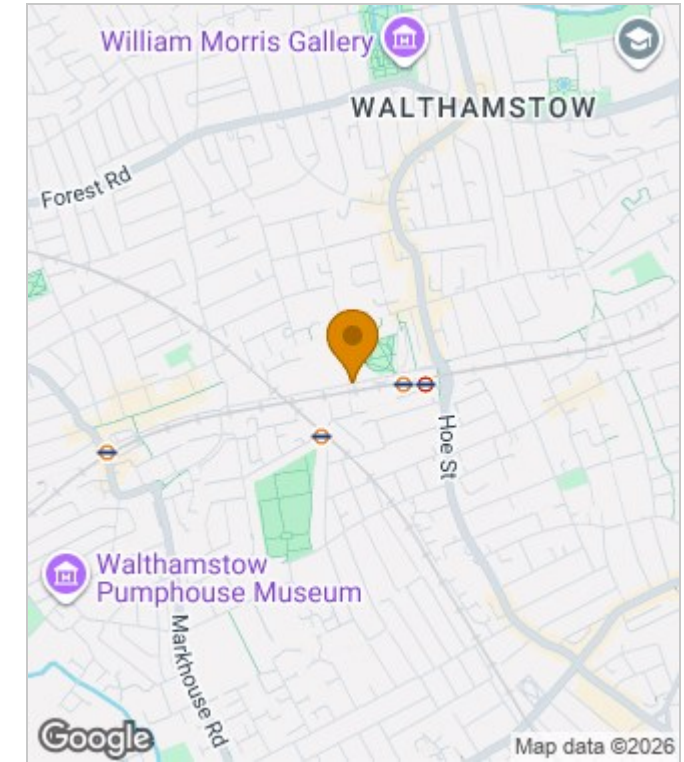 William Morris Gallery
WALTHAMSTOW
Forest Rd
Hoe St
Walthamstow
Pumphouse Museum
Markhouse Rd
Google
Map data ©2026